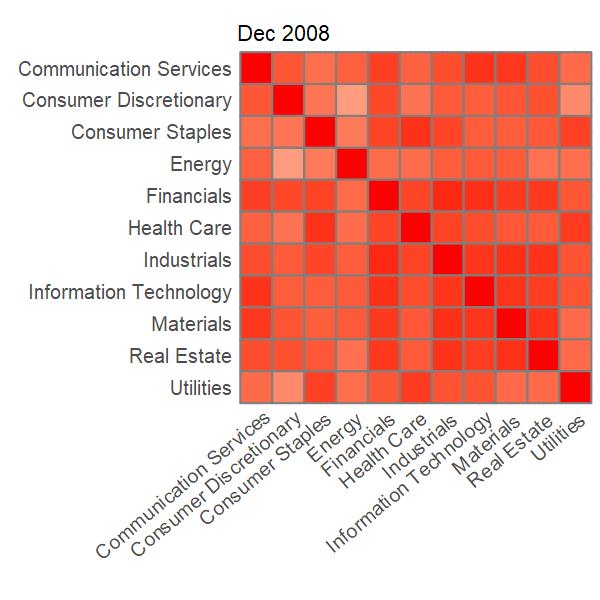 Dec 2008
Communication Services
Consumer Discretionary
Consumer Staples
Energy
Financials
Health Care
Industrials
Information Technology
Materials
Real Estate
Utilities
Communication Services
Consumer Discretionary
Consumer Staples
Energy
Financials
Health Care
Industrials
Information Technology
Materials
Real Estate
Utilities